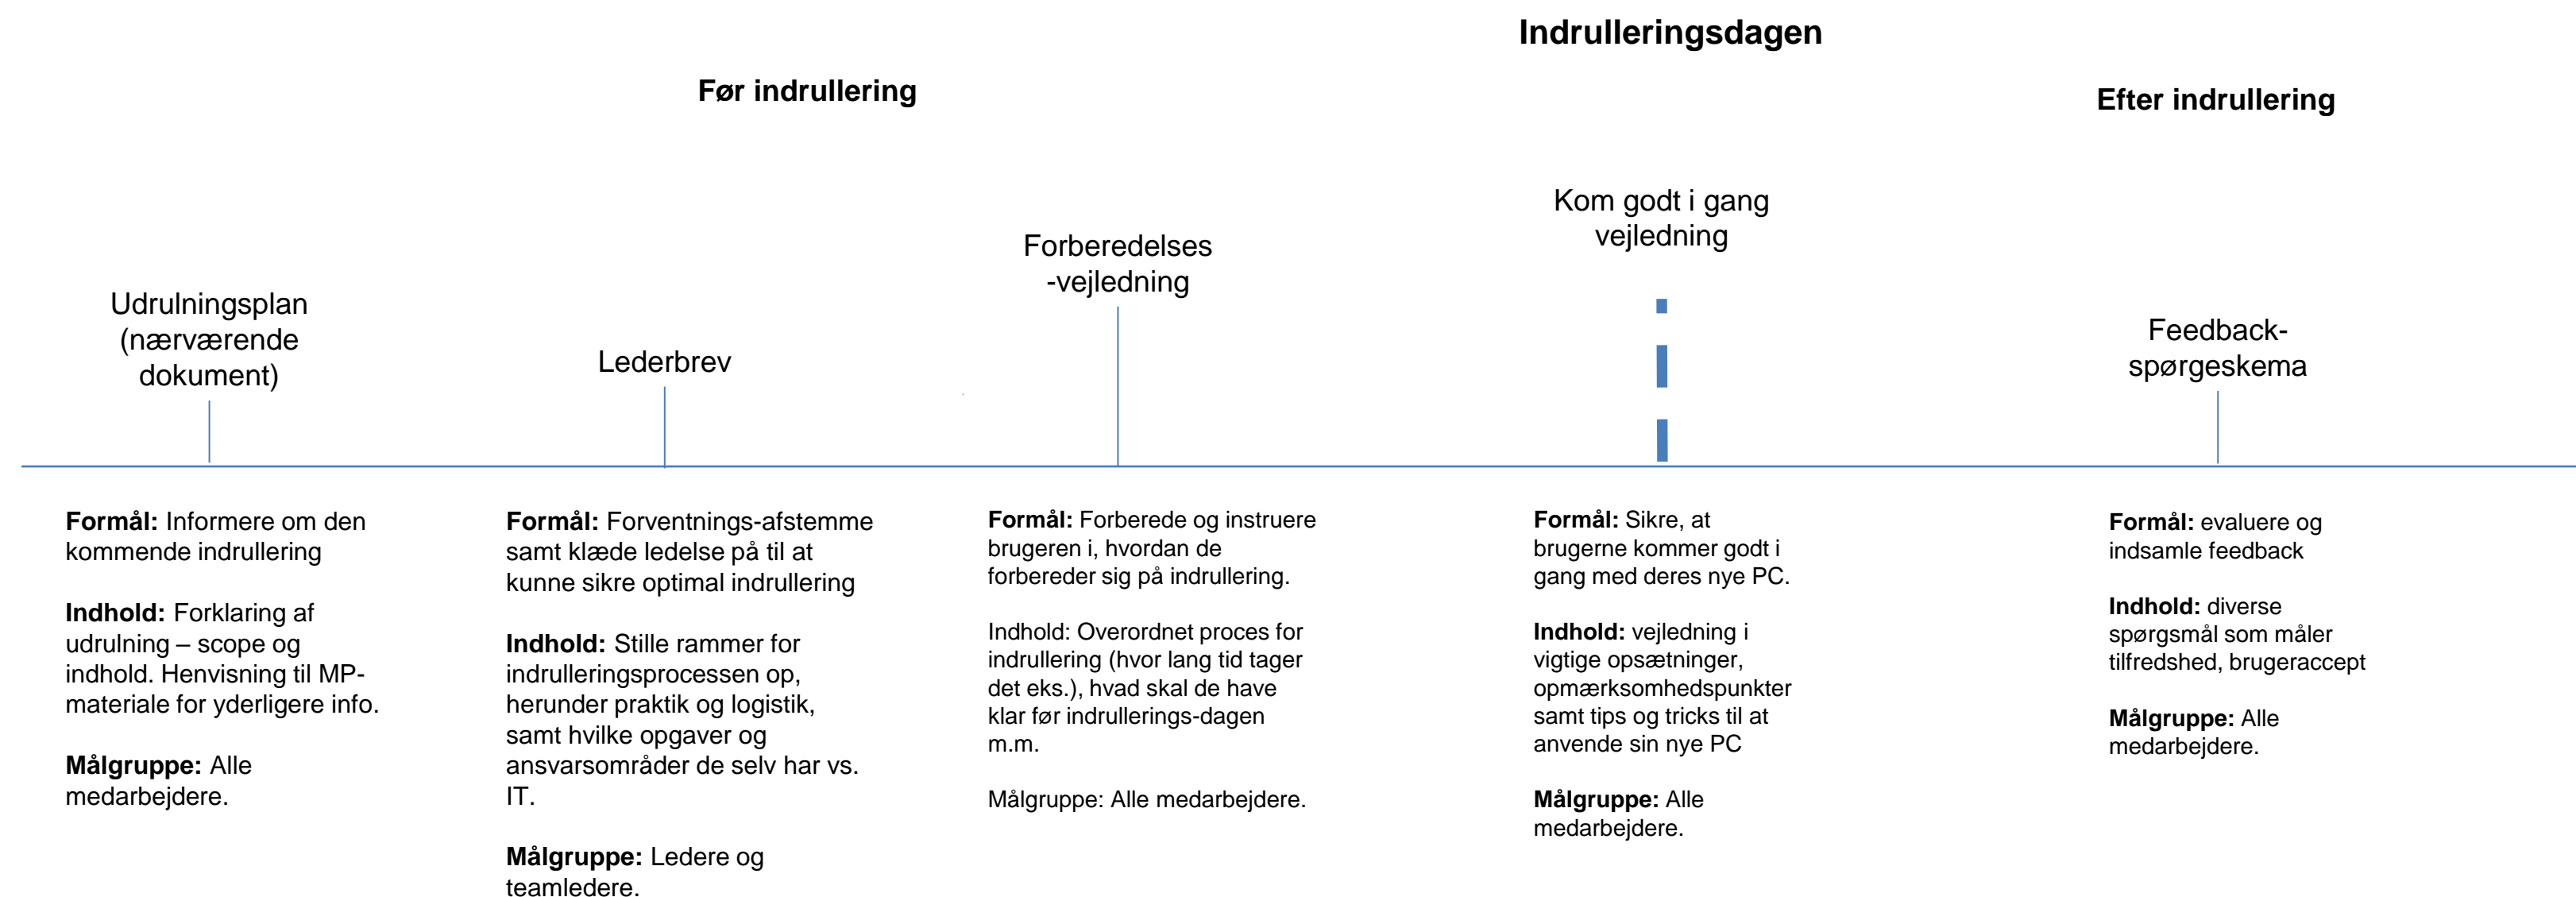 Indrulleringsdagen
Før indrullering
Efter indrullering
Udrulningsplan
(nærværende
dokument)
Lederbrev
Forberedelses
-vejledning
Kom godt i gang
vejledning
Feedback-
spørgeskema
Formål: Informere om den
kommende indrullering
Indhold: Forklaring af
udrulning – scope og
indhold. Henvisning til MP-
materiale for yderligere info.
Målgruppe: Alle
medarbejdere.
Formål: Forventnings-afstemme
samt klæde ledelse på til at
kunne sikre optimal indrullering
Indhold: Stille rammer for
indrulleringsprocessen op,
herunder praktik og logistik,
samt hvilke opgaver og
ansvarsområder de selv har vs.
IT.
Målgruppe: Ledere og
teamledere.
Formål: Forberede og instruere
brugeren i, hvordan de
forbereder sig på indrullering.
Indhold: Overordnet proces for
indrullering (hvor lang tid tager
det eks.), hvad skal de have
klar før indrullerings-dagen
m.m.
Målgruppe: Alle medarbejdere.
Formål: Sikre, at
brugerne kommer godt i
gang med deres nye PC.
Indhold: vejledning i
vigtige opsætninger,
opmærksomhedspunkter
samt tips og tricks til at
anvende sin nye PC
Målgruppe: Alle
medarbejdere.
Formål: evaluere og
indsamle feedback
Indhold: diverse
spørgsmål som måler
tilfredshed, brugeraccept
Målgruppe: Alle
medarbejdere.